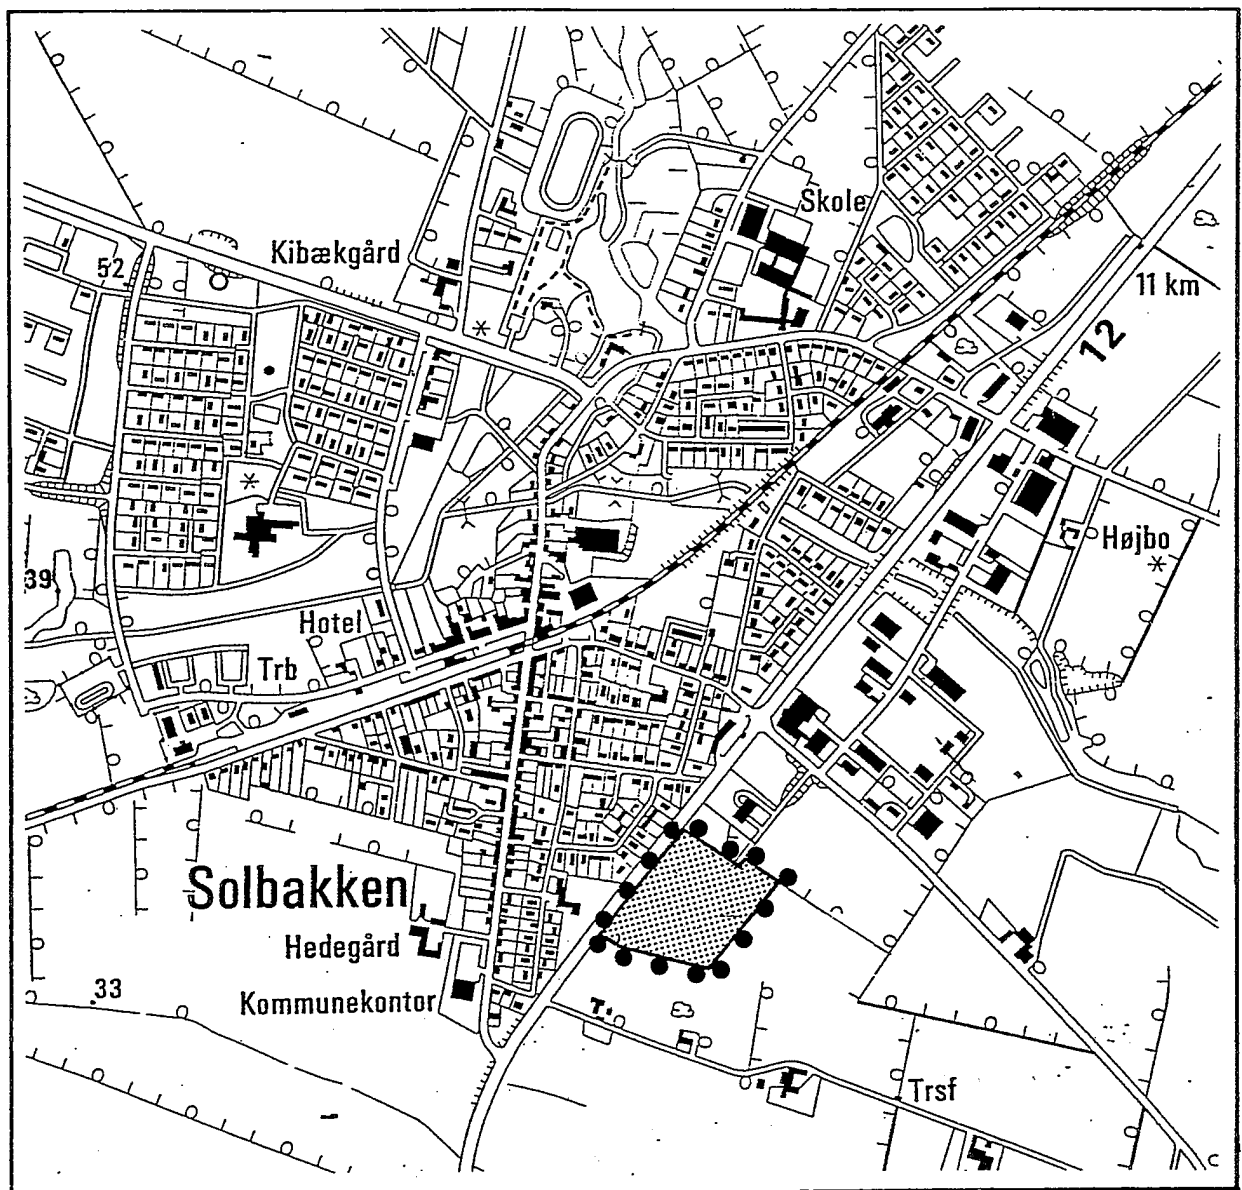 Skole
Kibækgård
52
11 km
12
Højbo
39
Hotel
Trb
Solbakken
Hedegård
33
Kommunekontor
Trsf